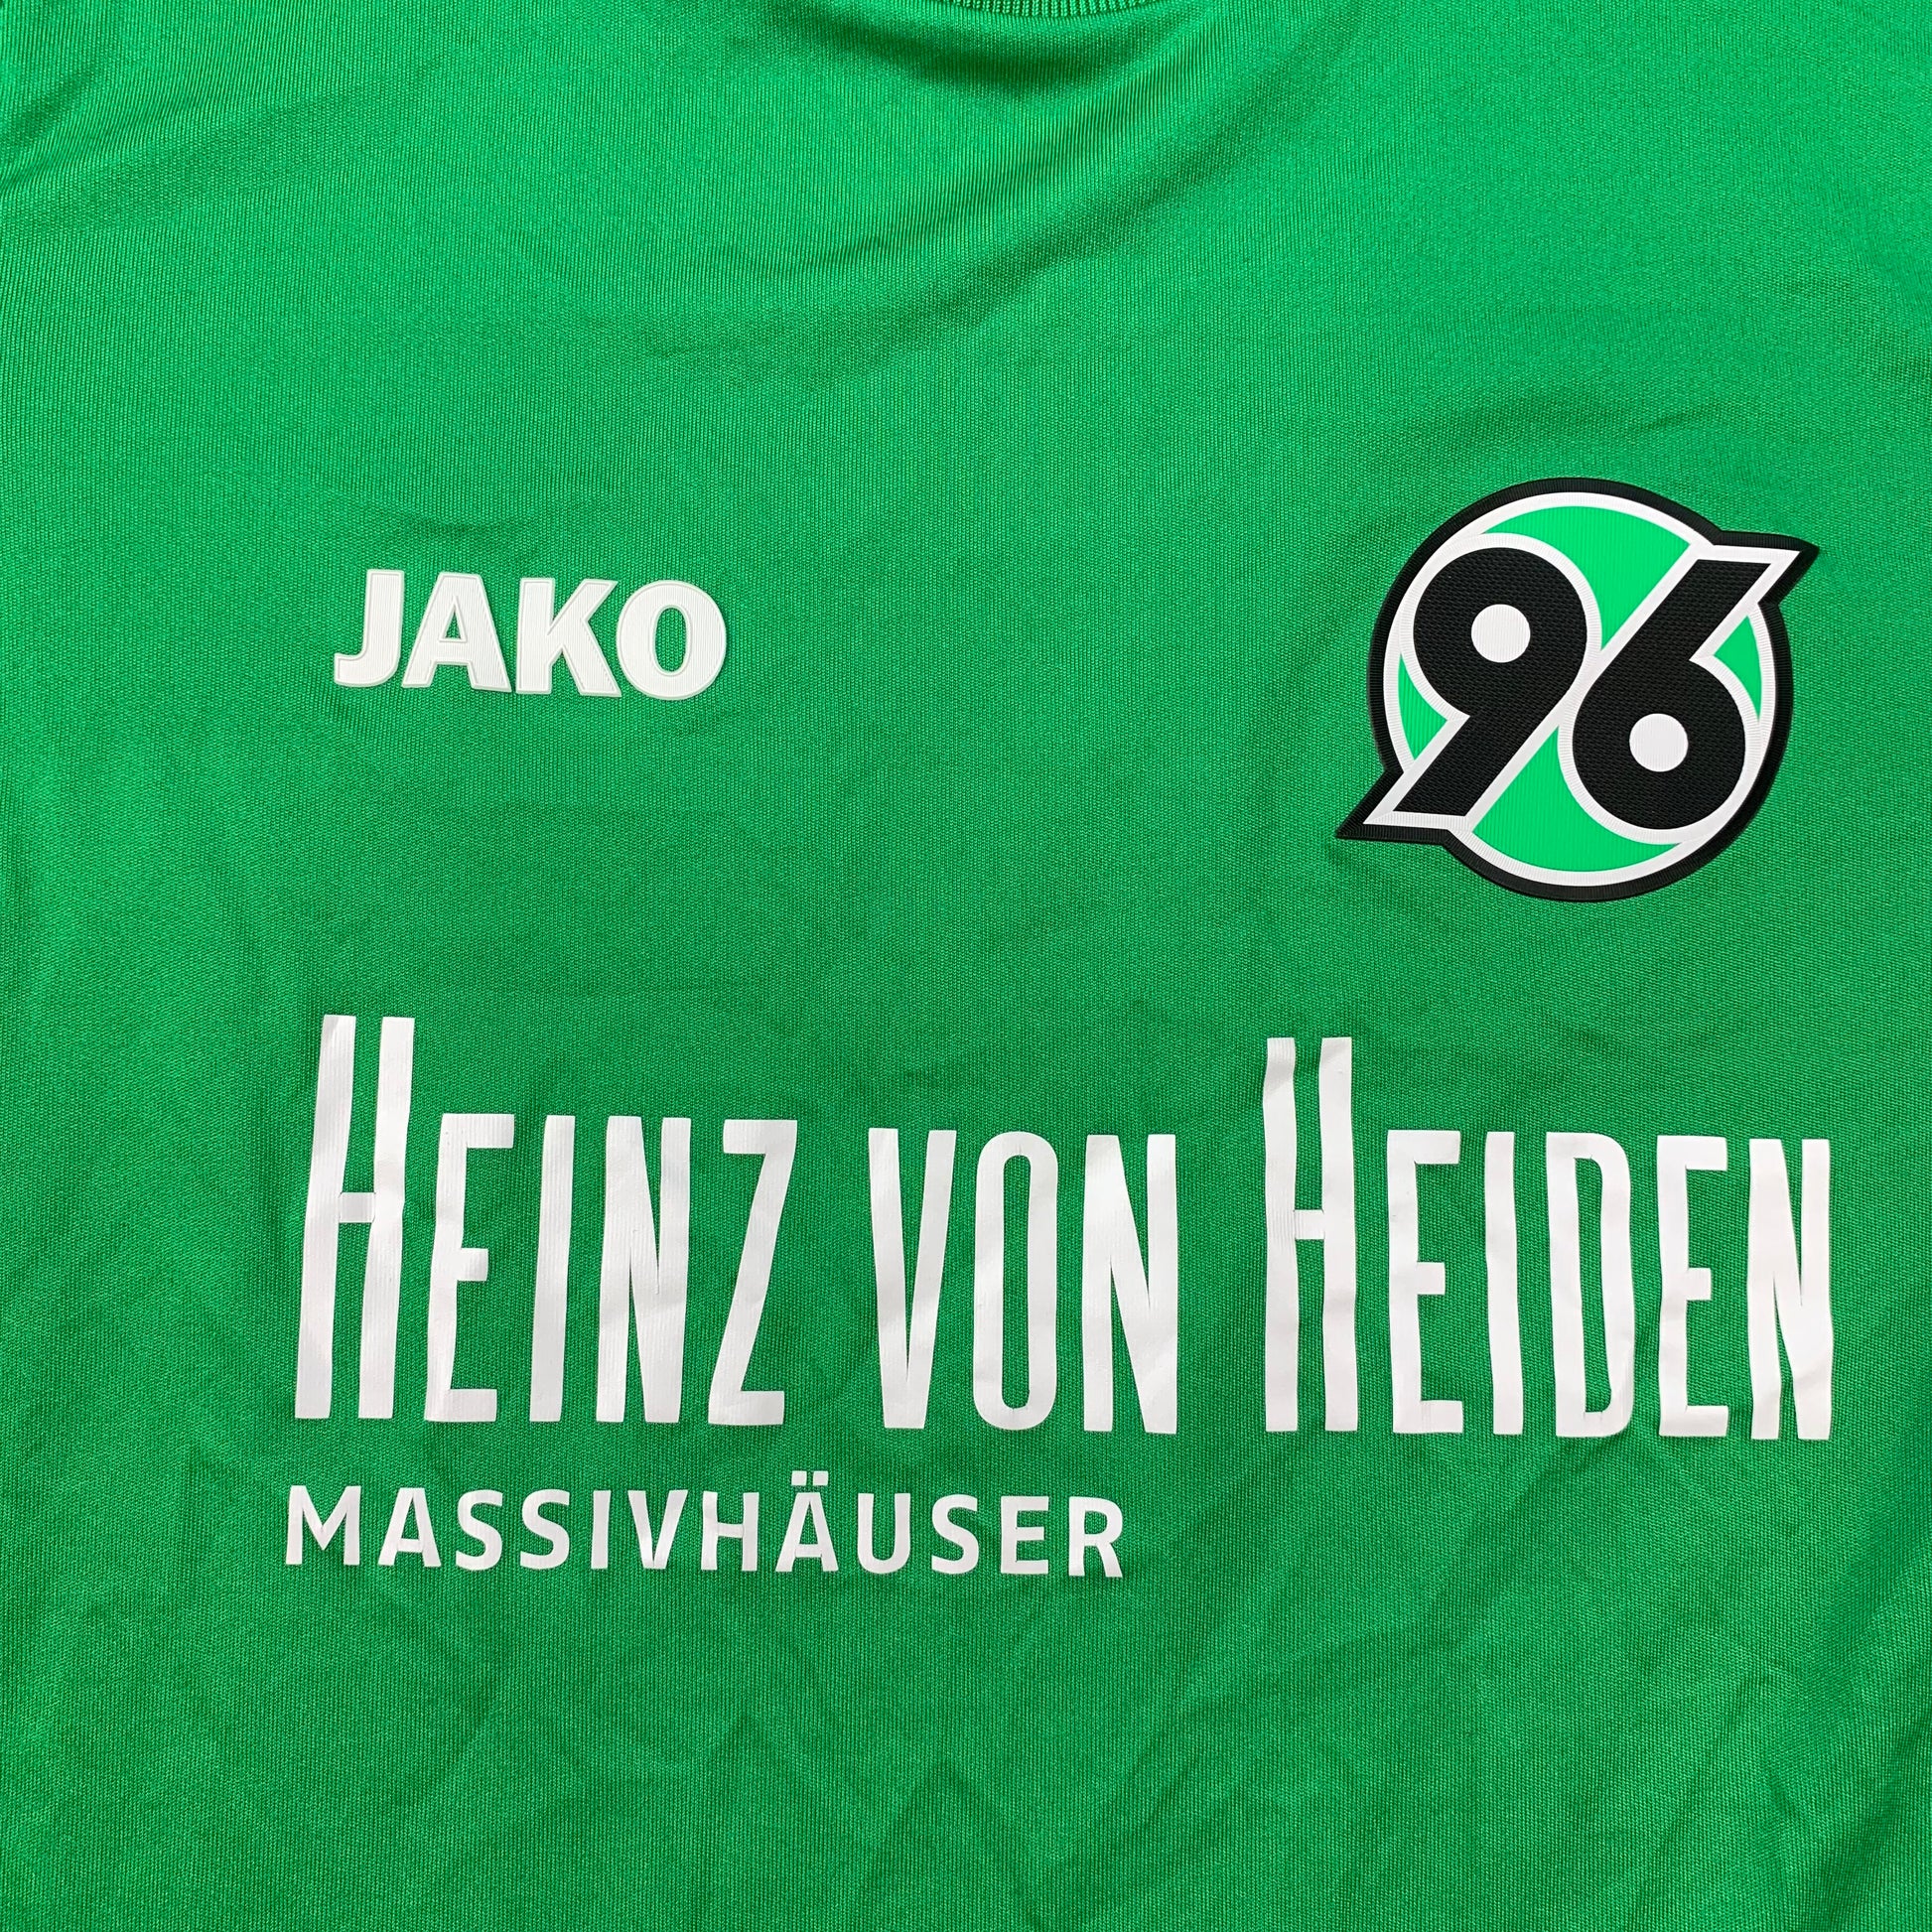 JAKO
96
HEINZ VON HEIDEN
MASSIVHÄUSER